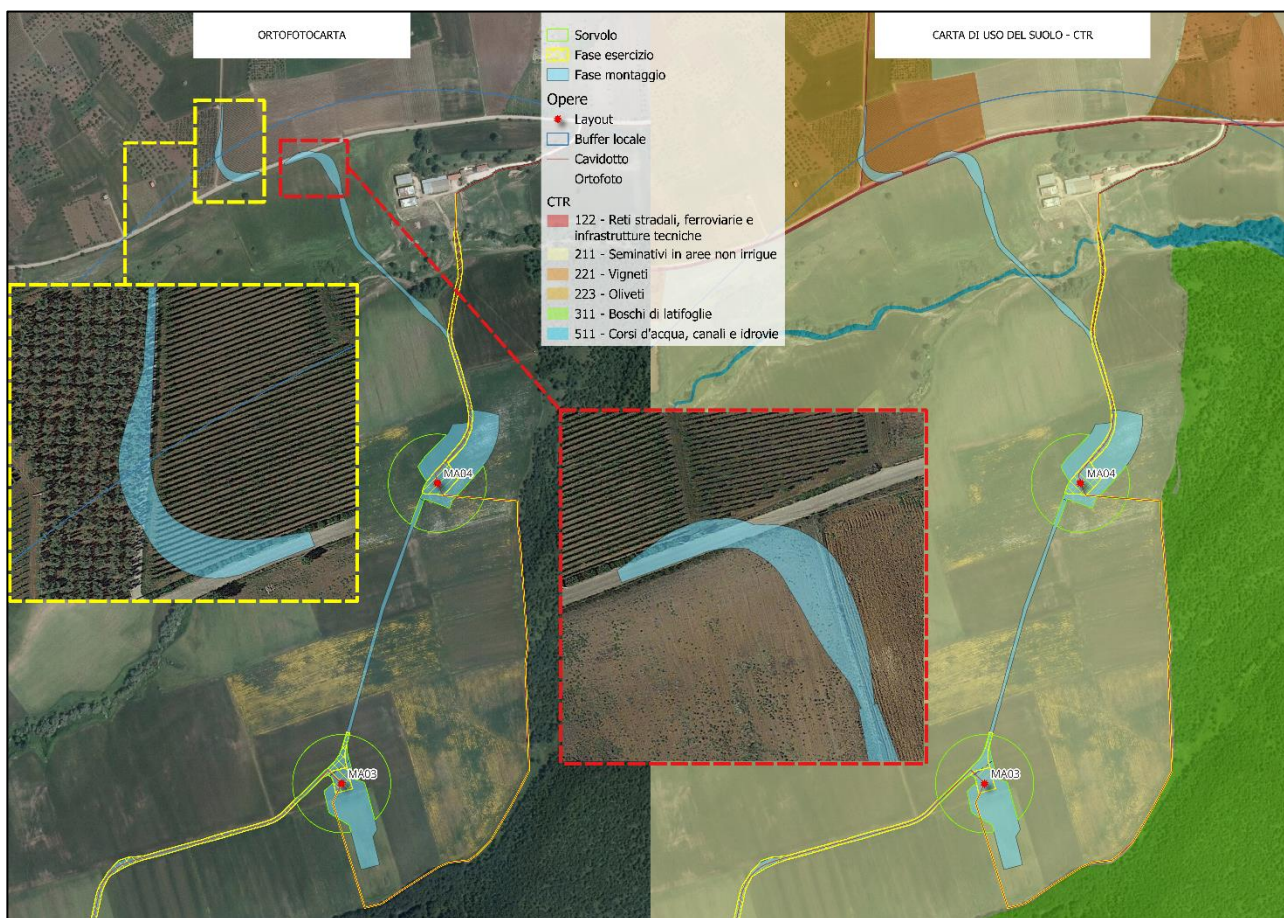 ORTOFOTOCARTA
Sorvolo
Fase esercizio
Fase montaggio
Opere
Layout
Buffer locale
Cavidotto
Ortofoto
CTR
122 - Reti stradali, ferroviarie e
infrastrutture tecniche
211 - Seminativi in aree non irrigue
221 - Vigneti
223 - Oliveti
311 - Boschi di latifoglie
511 - Corsi d'acqua, canali e idrovie
CARTA DI USO DEL SUOLO - CTR
MA04
MA04
MA03
MA03